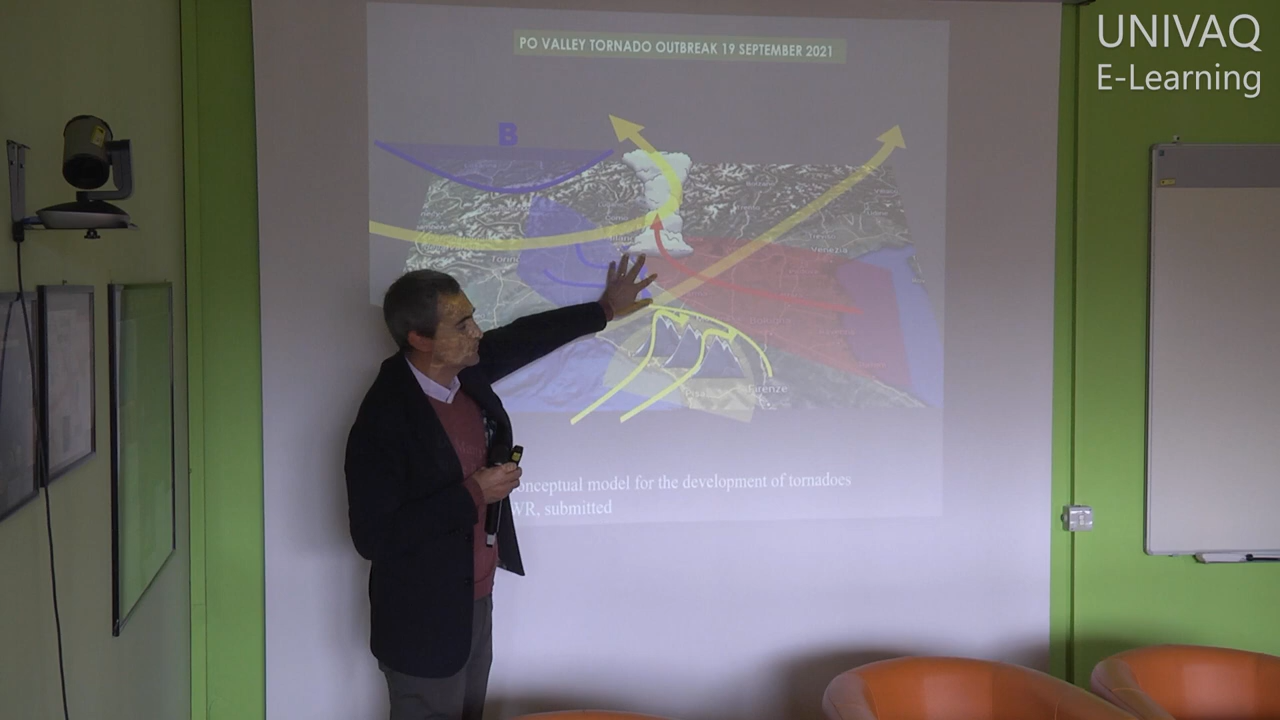 UNIVAQ
E-Learning
PO VALLEY TORNADO OUTBREAK 19 SEPTEMBER 2021
B
Torino
Venezia
Firenze
onceptual model for the development of tornadoes
WR, submitted